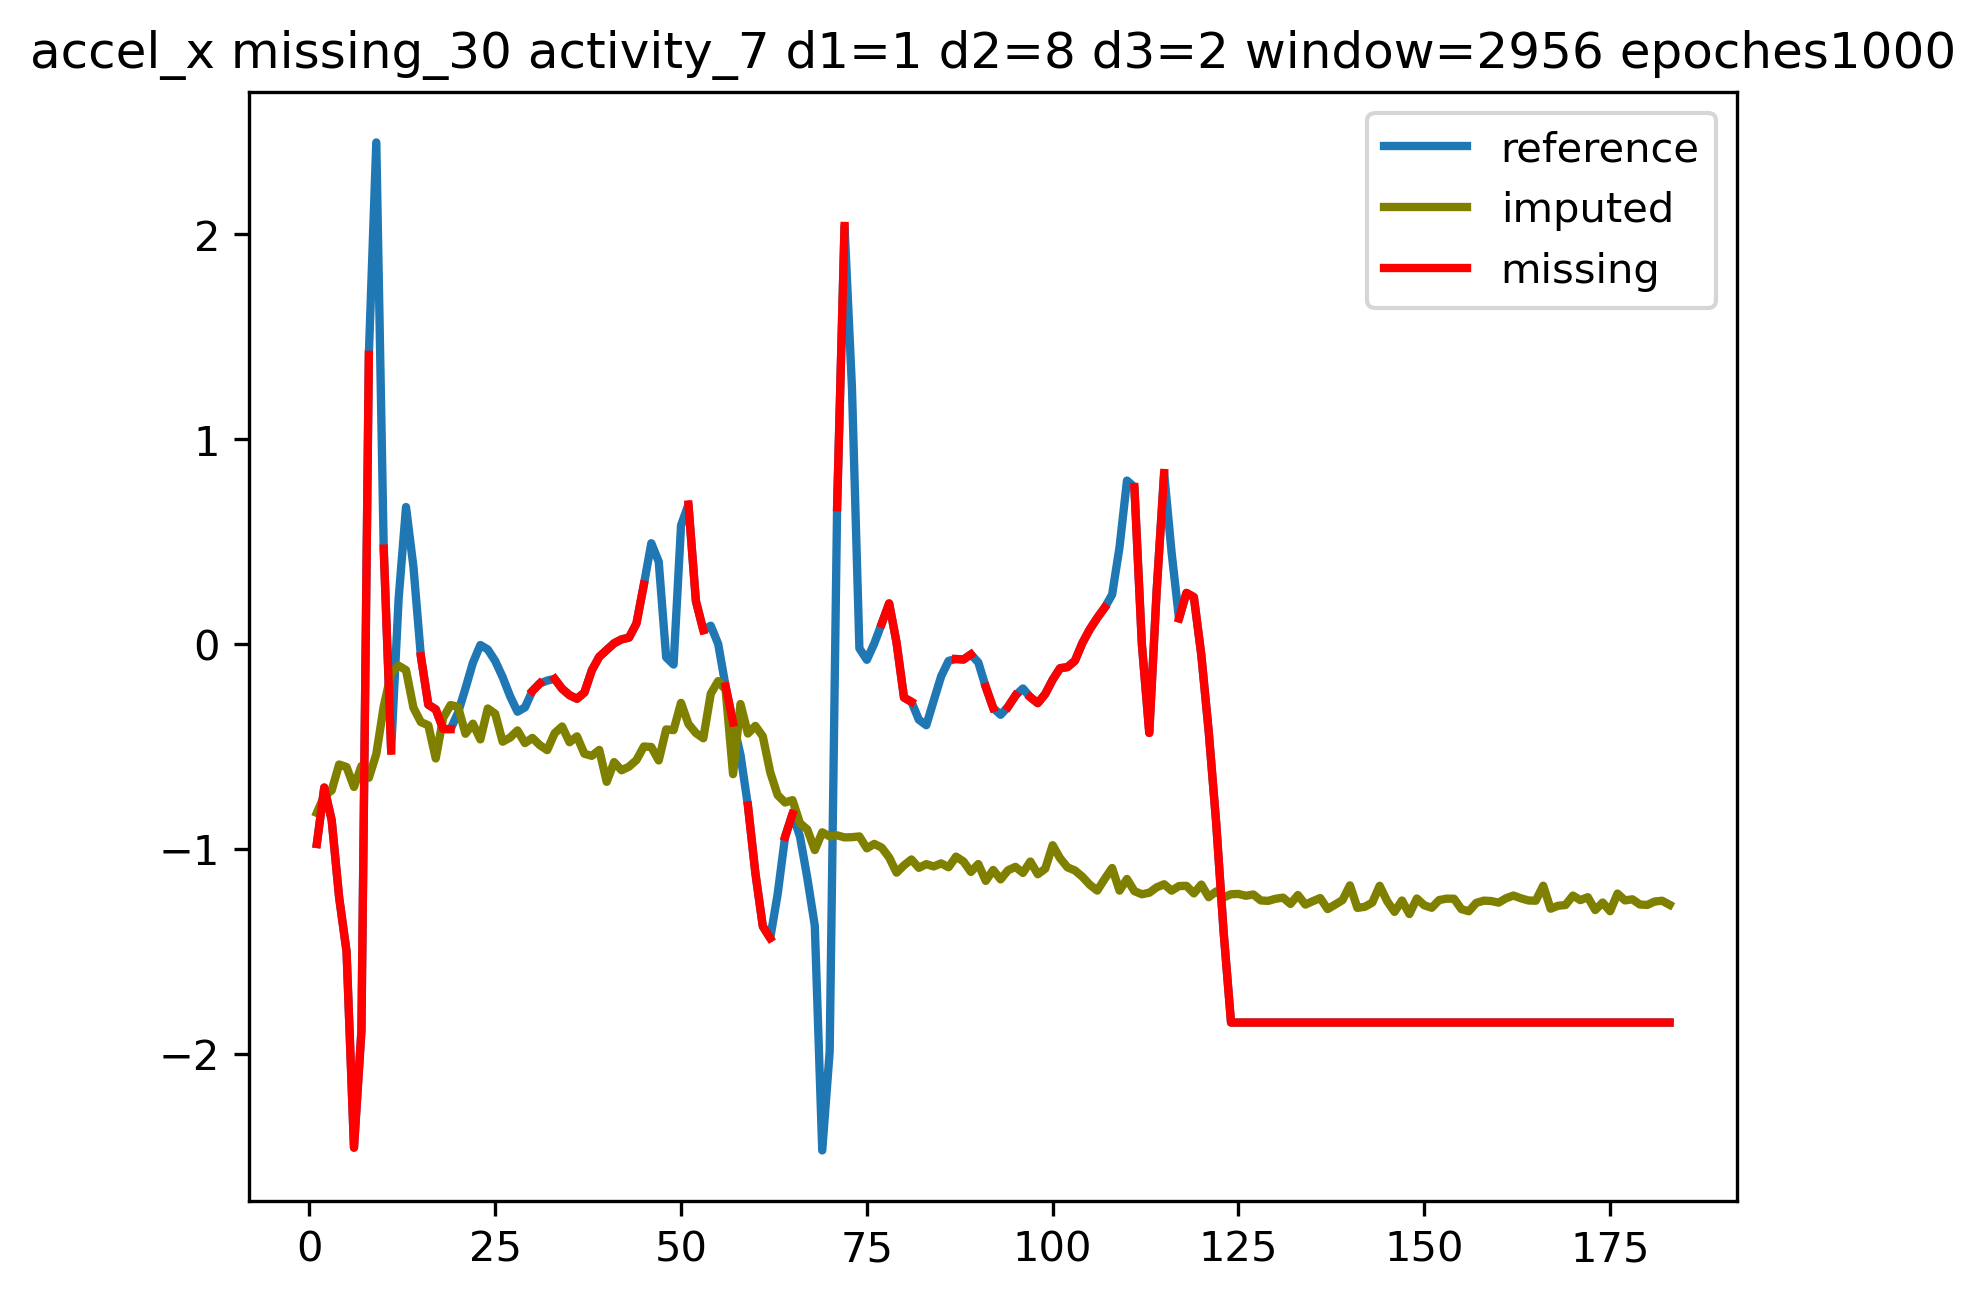 accel_x missing_30 activity_7 d1=1 d2=8 d3=2 window=2956 epoches1000
reference
imputed
missing
2
1
0
−1
−2
0 25 50 75 100 125 150 175